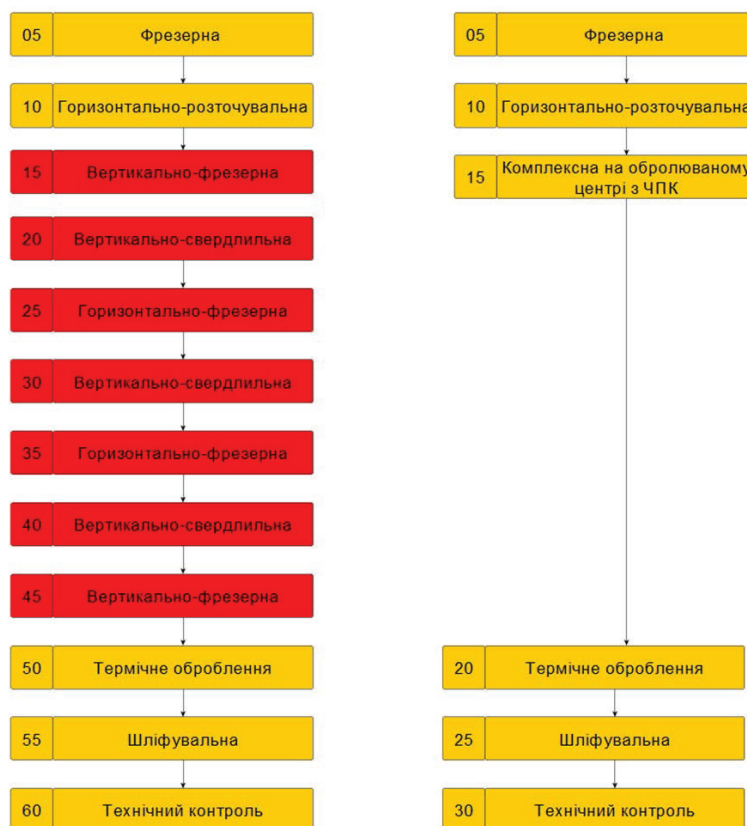 05 Фрезерна
10 Горизонтально-розточувальна
15 Вертикально-фрезерна
20 Вертикально-свердлильна
25 Горизонтально-фрезерна
30 Вертикально-свердлильна
35 Горизонтально-фрезерна
40 Вертикально-свердлильна
45 Вертикально-фрезерна
50 Термічне оброблення
55 Шліфувальна
60 Технічний контроль
05 Фрезерна
10 Горизонтально-розточувальна
15 Комплексна на обролюваному
центрі з ЧПК
20 Термічне оброблення
25 Шліфувальна
30 Технічний контроль